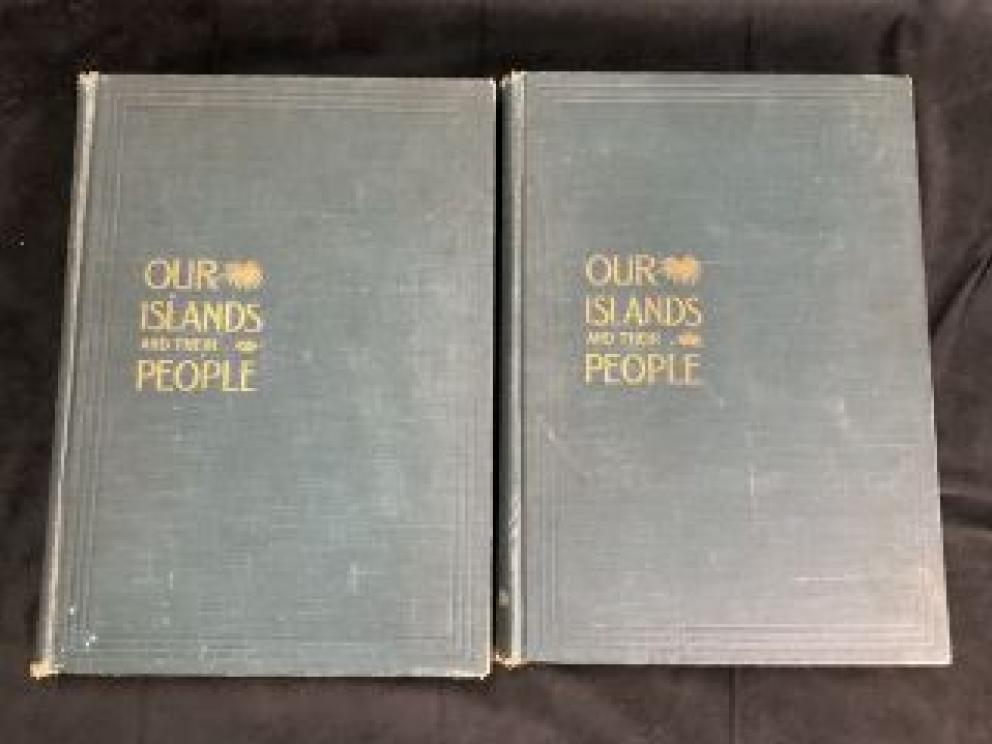 OUR
ISLANDS
AND THEIR
PEOPLE
OUR
ISLANDS
AND THEIR
PEOPLE